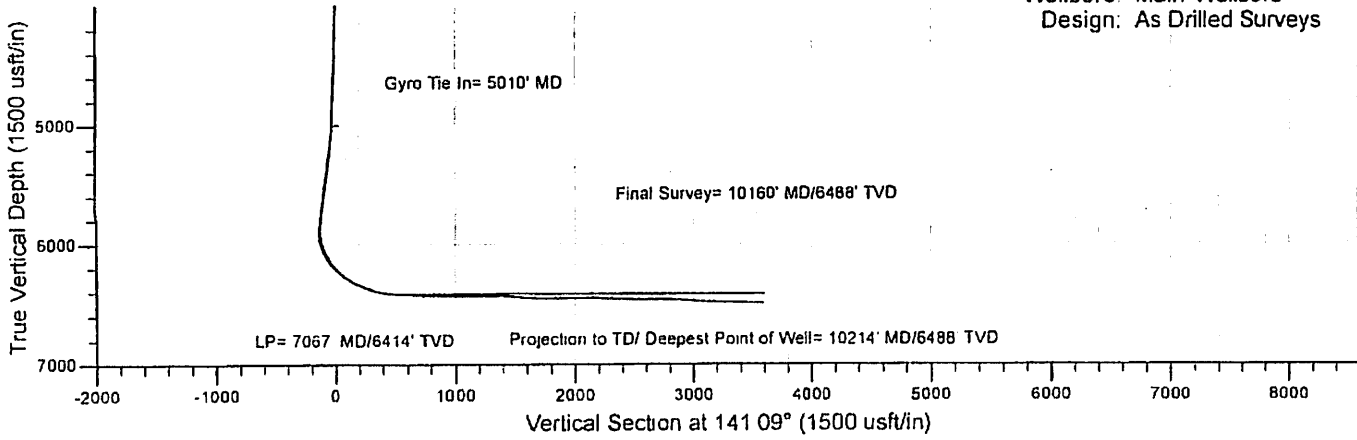 Design: As Drilled Surveys
Gyro Tie In= 5010' MD
5000
Final Survey= 10160' MD/6488' TVD
6000
LP= 7067 MD/6414' TVD
Projection to TD/ Deepest Point of Well= 10214' MD/6488 TVD
7000
-2000
-1000
0
1000
2000
3000
4000
5000
6000
7000
8000
True Vertical Depth (1500 usft/in)
Vertical Section at 141 09° (1500 usft/in)